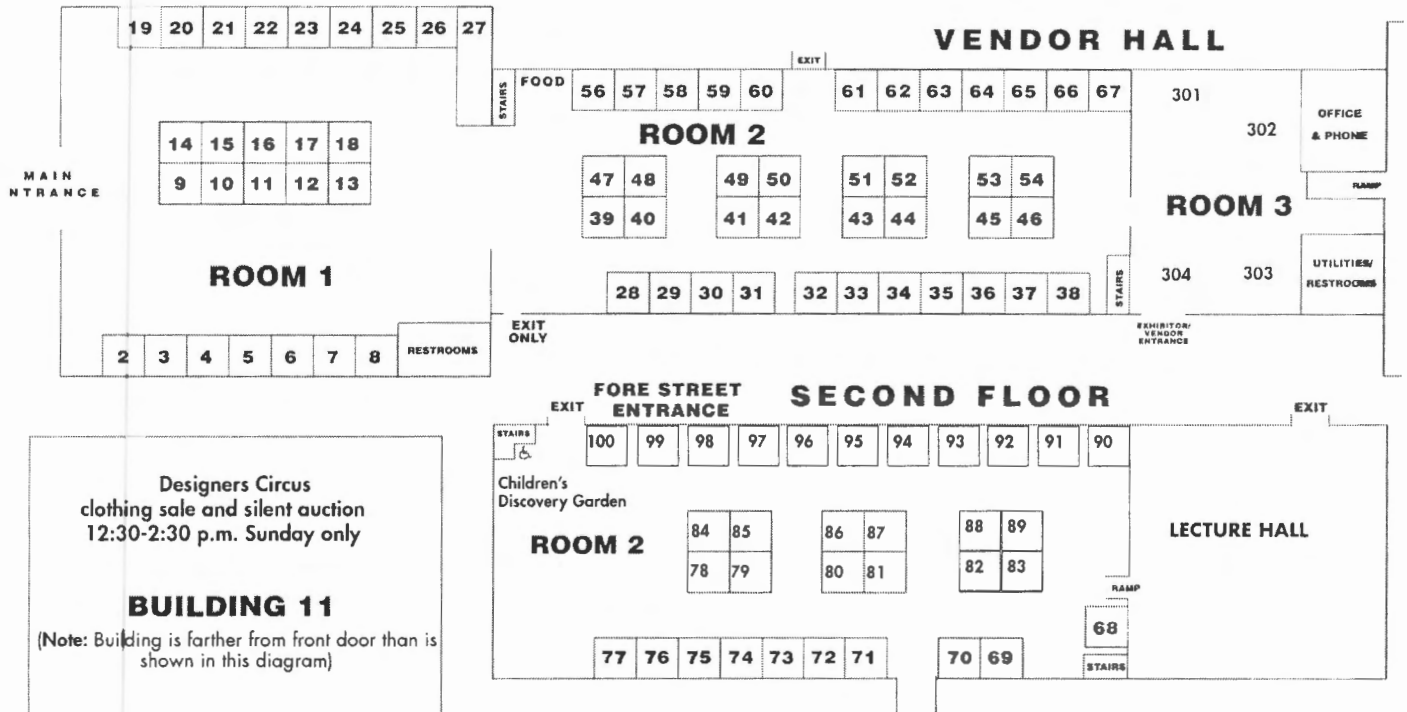 VENDOR HALL
19 20 21 22 23 24 25 26 27
EXIT
STAIRS
FOOD
56 57 58 59 60
61 62 63 64 65 66 67
301
302
OFFICE
& PHONE
ROOM 2
14 15 16 17 18
9 10 11 12 13
MAIN
NTRANCE
47 48 49 50 51 52 53 54
39 40 41 42 43 44 45 46
RAMP
ROOM 3
ROOM 1
28 29 30 31 32 33 34 35 36 37 38
STAIRS
304
303
UTILITIES/
RESTROOMS
EXIT
ONLY
EXHIBITOR/
VENDOR
ENTRANCE
2 3 4 5 6 7 8
RESTROOMS
SECOND FLOOR
FORE STREET
ENTRANCE
EXIT
EXIT
STAIRS
100 99 98 97 96 95 94 93 92 91 90
Children's
Discovery Garden
84 85 86 87 88 89
78 79 80 81 82 83
ROOM 2
LECTURE HALL
RAMP
68
STAIRS
77 76 75 74 73 72 71 70 69
Designers Circus
clothing sale and silent auction
12:30-2:30 p.m. Sunday only
BUILDING 11
(Note: Building is farther from front door than is
shown in this diagram)